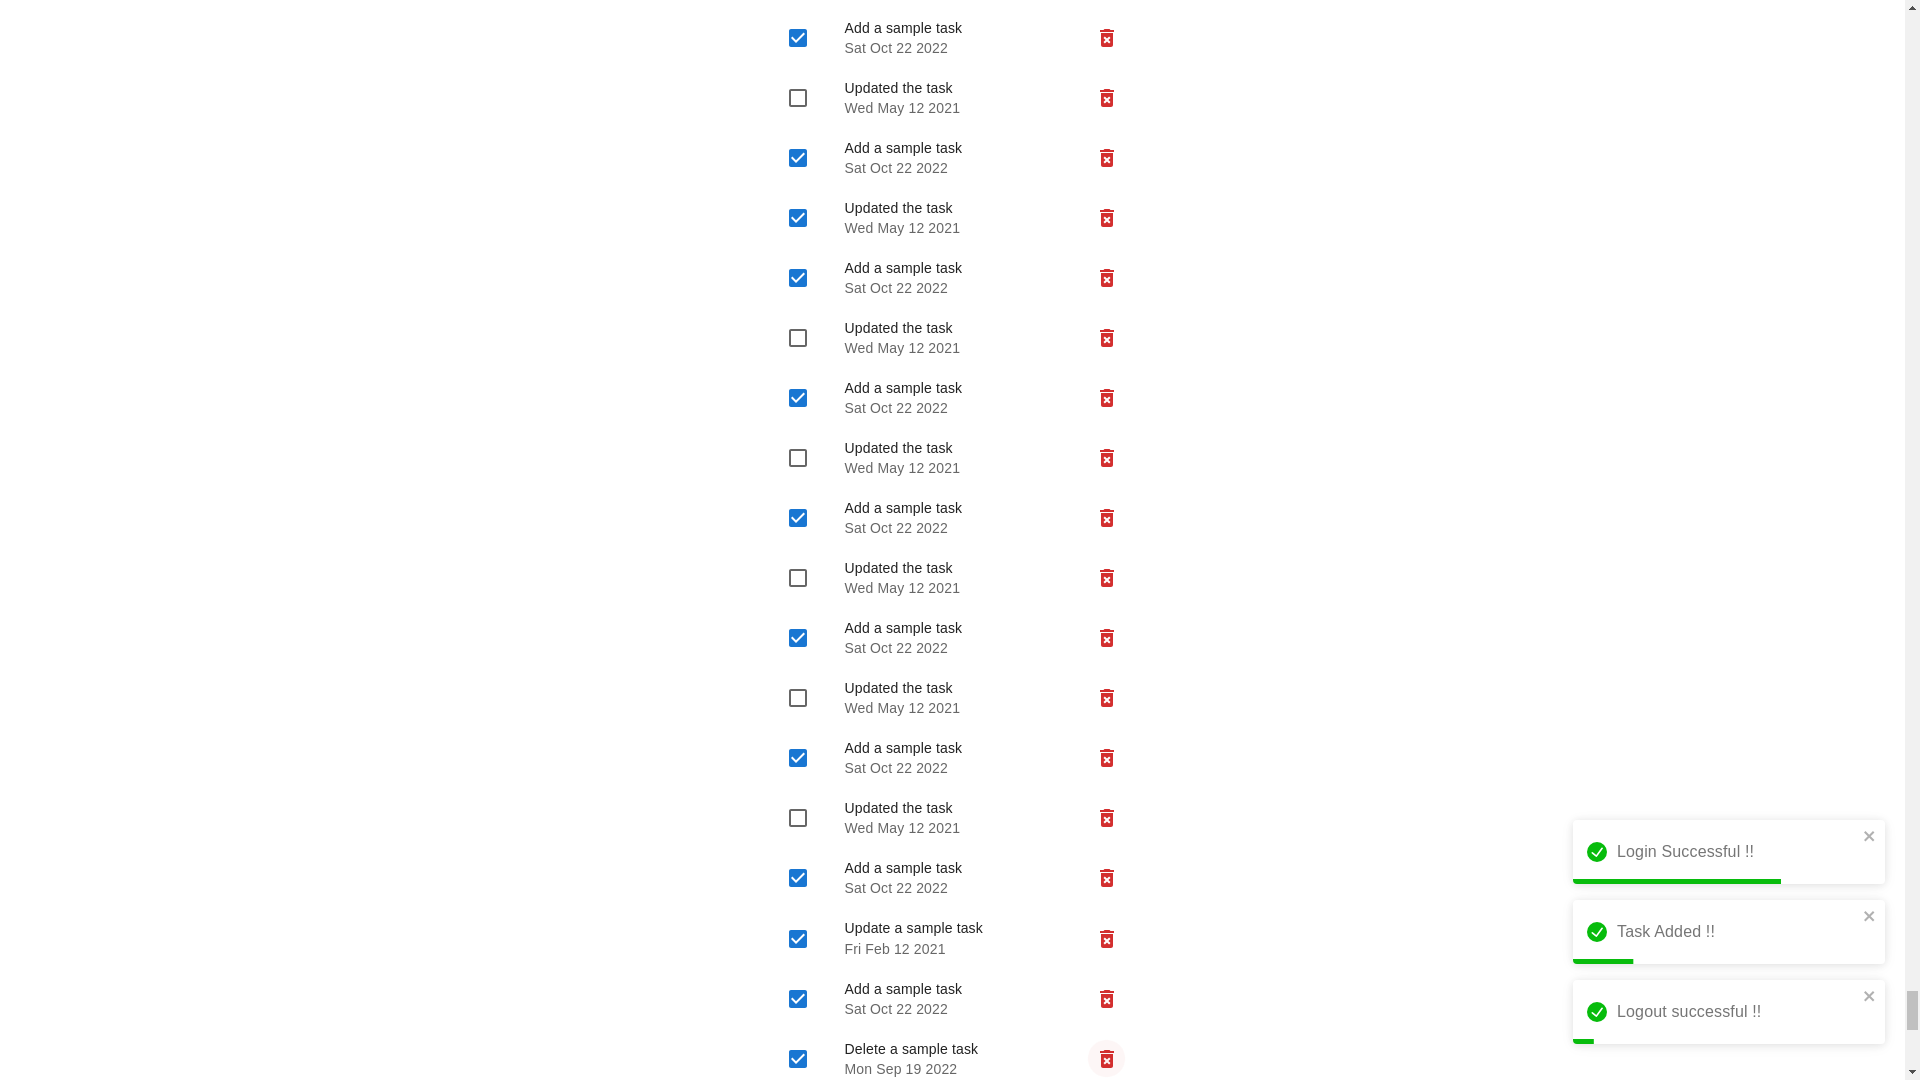 Add a sample task
Sat Oct 22 2022
Updated the task
Wed May 12 2021
Add a sample task
Sat Oct 22 2022
Updated the task
Wed May 12 2021
Add a sample task
Sat Oct 22 2022
Updated the task
Wed May 12 2021
Add a sample task
Sat Oct 22 2022
Updated the task
Wed May 12 2021
Add a sample task
Sat Oct 22 2022
Updated the task
Wed May 12 2021
Add a sample task
Sat Oct 22 2022
Updated the task
Wed May 12 2021
Add a sample task
Sat Oct 22 2022
Updated the task
Wed May 12 2021
Add a sample task
Sat Oct 22 2022
Update a sample task
Fri Feb 12 2021
Add a sample task
Sat Oct 22 2022
Delete a sample task
Mon Sep 19 2022
Login Successful !!
Task Added !!
Logout successful !!